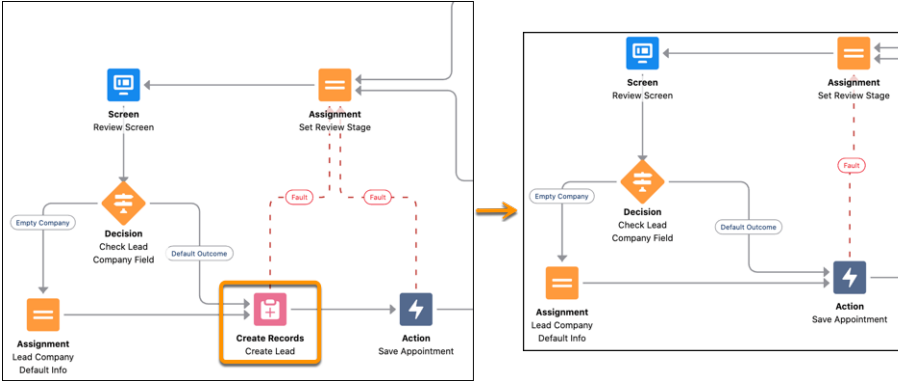 Screen
Review Screen
Assignment
Set Review Stage
Fault
Fault
Empty Company
Decision
Check Lead
Company Field
Default Outcome
Assignment
Lead Company
Default Info
Create Records
Create Lead
Action
Save Appointment
Screen
Review Screen
Assignment
Set Review Stage
Fault
Empty Company
Decision
Check Lead
Company Field
Default Outcome
Assignment
Lead Company
Default Info
Action
Save Appointment